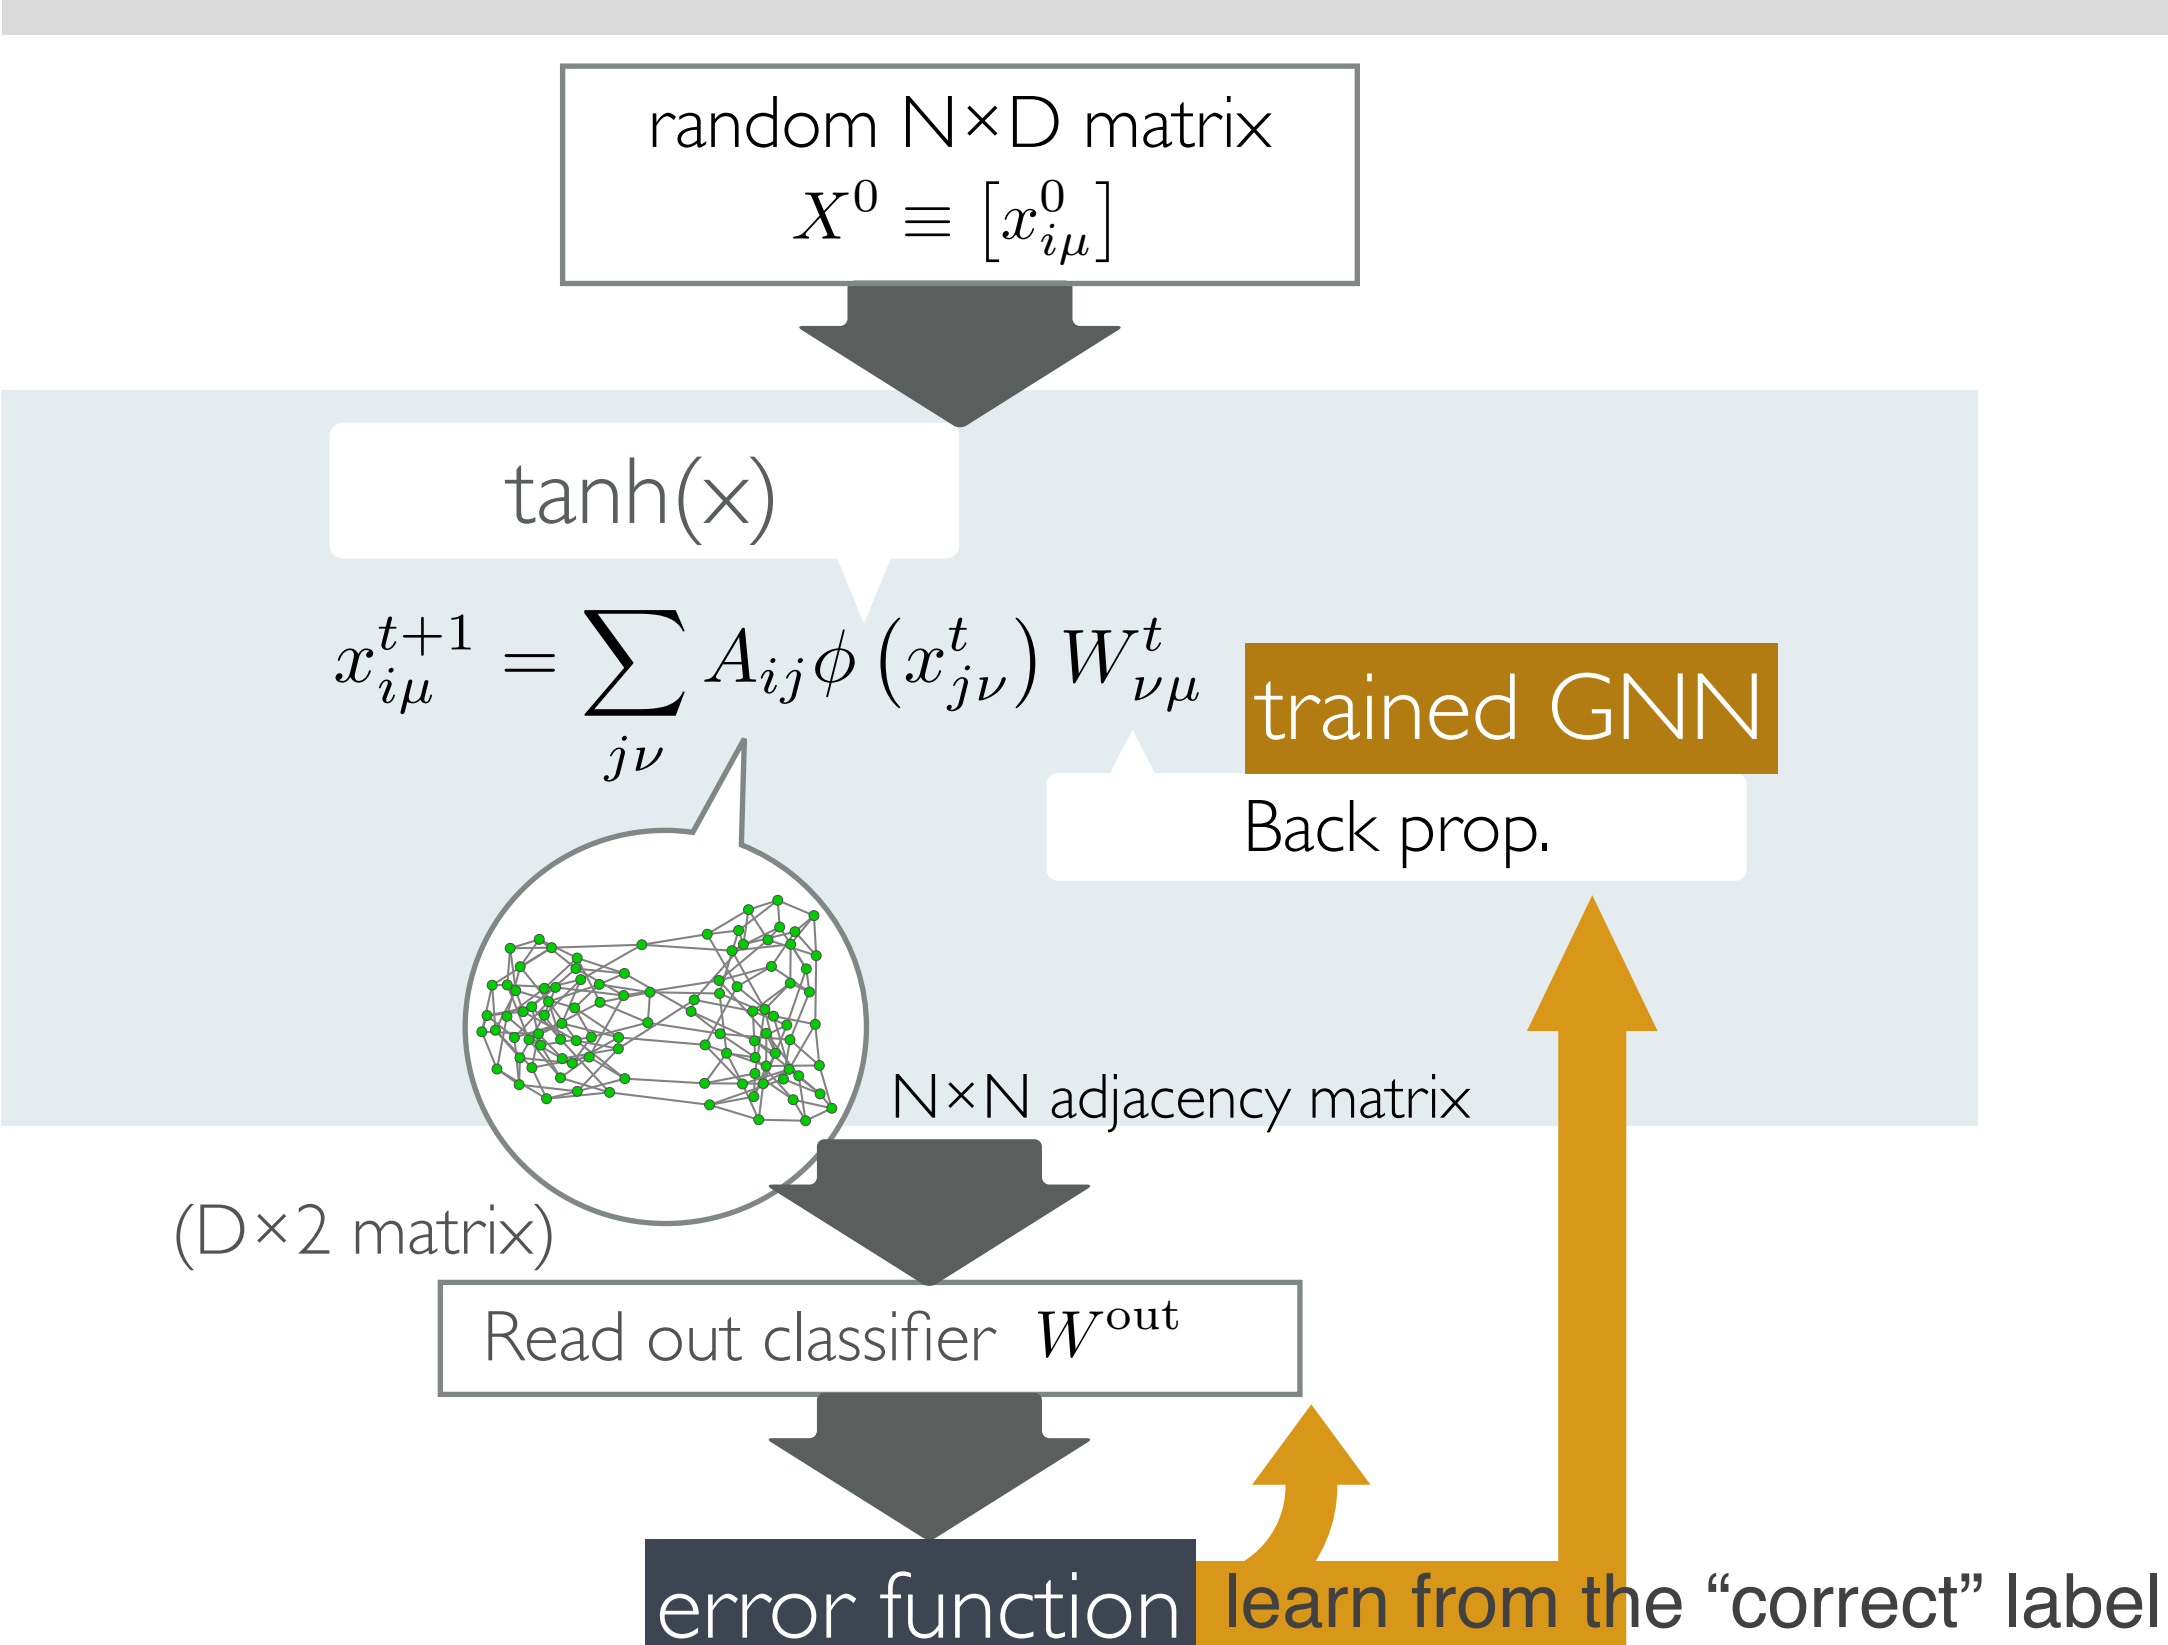 random N×D matrix
X^0 ≡ [x^0_{iμ}]
tanh(x)
x^{t+1}_{iμ} = ∑_{jν} A_{ij} ϕ (x^t_{jν}) W^t_{νμ}
trained GNN
Back prop.
N×N adjacency matrix
(D×2 matrix)
Read out classifier W^{out}
error function
learn from the “correct” label